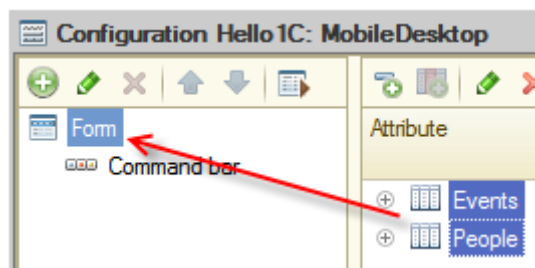 Configuration Hello1C: MobileDesktop
Form
Command bar
Attribute
Events
People